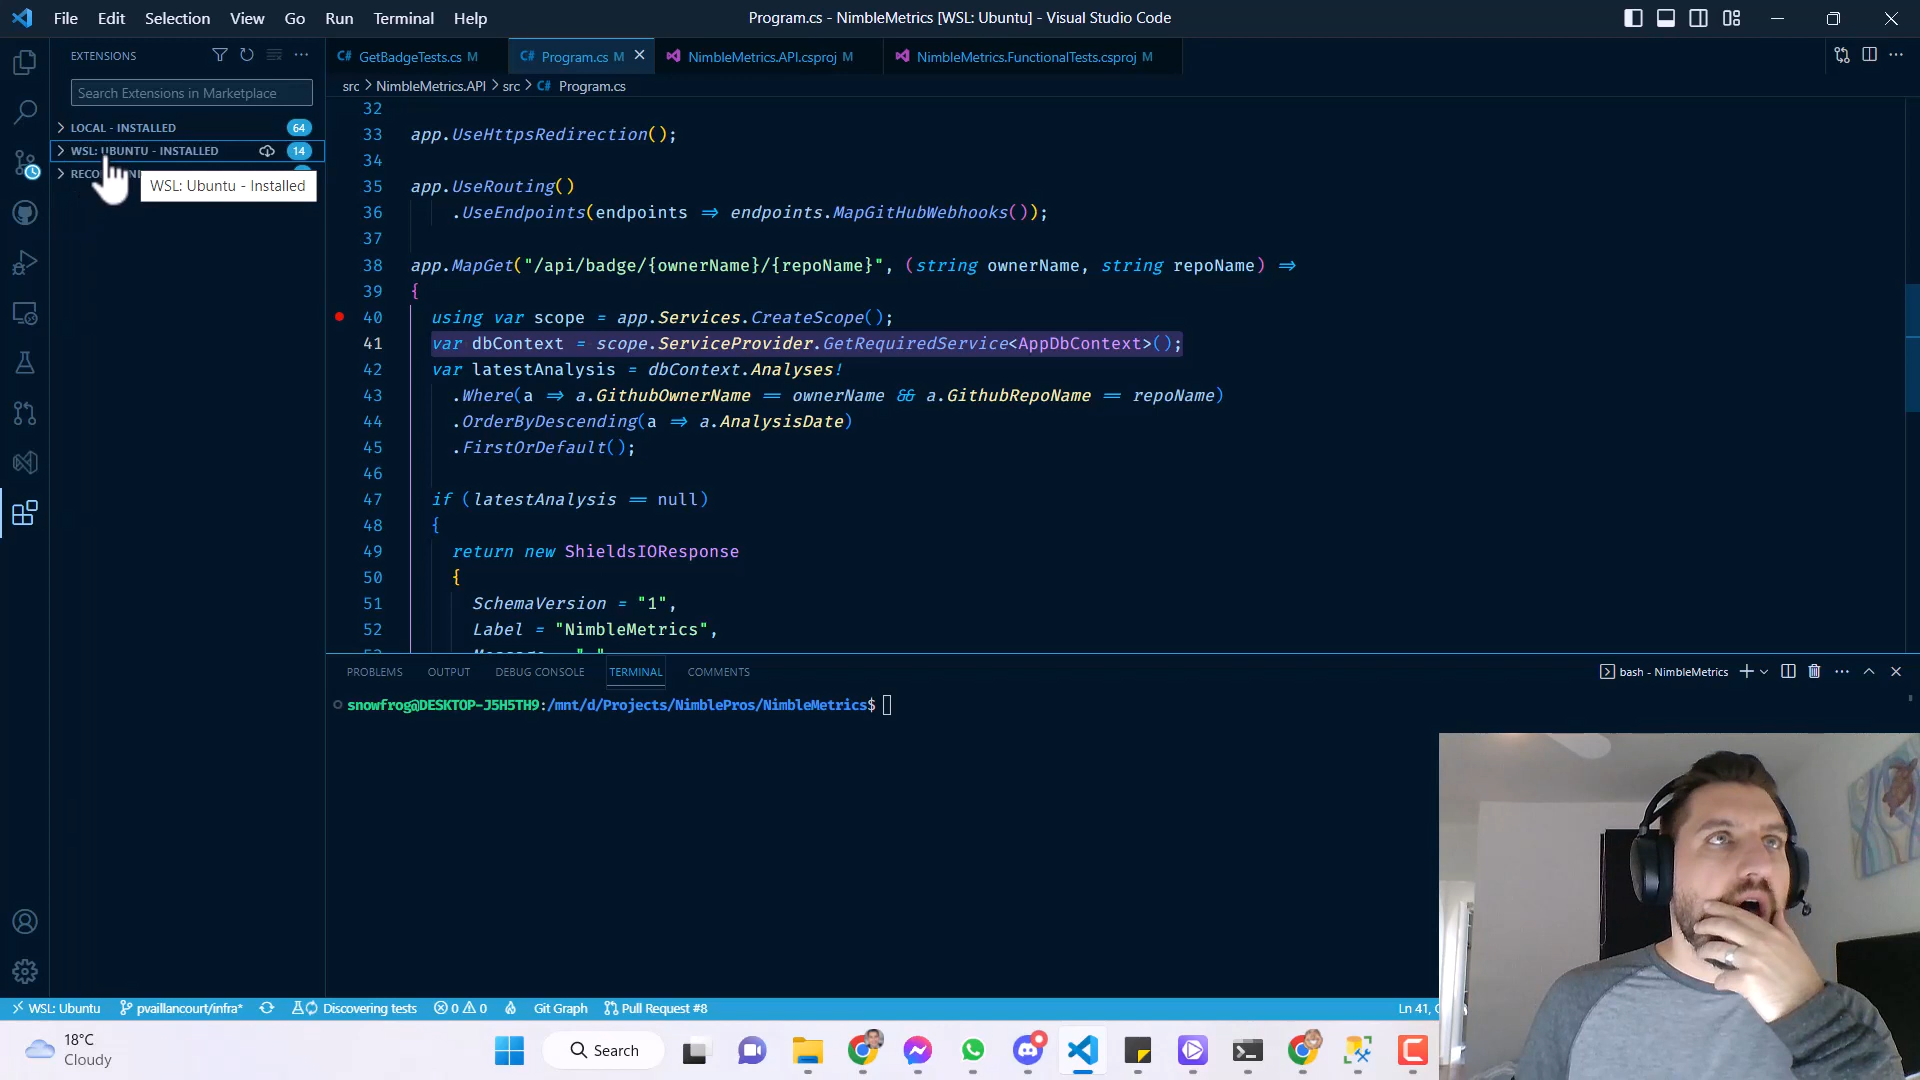 File Edit Selection View Go Run Terminal Help
Program.cs - NimbleMetrics [WSL: Ubuntu] - Visual Studio Code
EXTENSIONS
Search Extensions in Marketplace
LOCAL - INSTALLED 64
WSL: UBUNTU - INSTALLED 14
WSL: Ubuntu - Installed
GetBadgeTests.cs M
Program.cs M
NimbleMetrics.API.csproj M
NimbleMetrics.FunctionalTests.csproj M
src > NimbleMetrics.API > src > Program.cs
32
33 app.UseHttpsRedirection();
34
35 app.UseRouting()
36 .UseEndpoints(endpoints => endpoints.MapGitHubWebhooks());
37
38 app.MapGet("/api/badge/{ownerName}/{repoName}", (string ownerName, string repoName) =>
39 {
40 using var scope = app.Services.CreateScope();
41 var dbContext = scope.ServiceProvider.GetRequiredService<AppDbContext>();
42 var latestAnalysis = dbContext.Analyses!
43 .Where(a => a.GithubOwnerName == ownerName && a.GithubRepoName == repoName)
44 .OrderByDescending(a => a.AnalysisDate)
45 .FirstOrDefault();
46
47 if (latestAnalysis == null)
48 {
49 return new ShieldsIOResponse
50 {
51 SchemaVersion = "1",
52 Label = "NimbleMetrics",
PROBLEMS OUTPUT DEBUG CONSOLE TERMINAL COMMENTS
bash - NimbleMetrics
snowfrog@DESKTOP-J5H5TH9:/mnt/d/Projects/NimblePros/NimbleMetrics$
WSL: Ubuntu pvaillancourt/infra* Discovering tests 0 0 Git Graph Pull Request #8
Ln 41,
18°C
Cloudy
Search